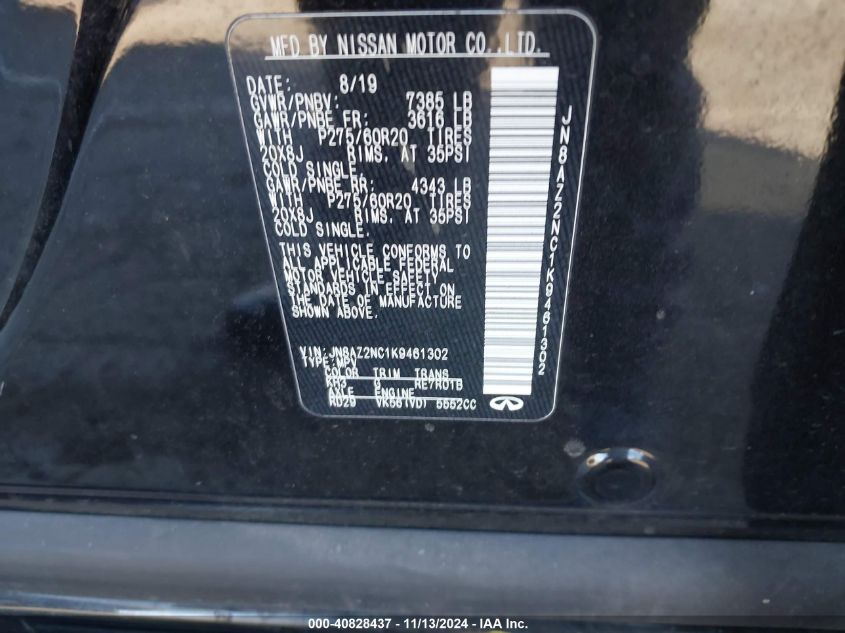 MFD BY NISSAN MOTOR CO.,LTD.
DATE: 8/19
GVWR/PNBV: 7385 LB
GAWR/PNBE FR: 3616 LB
WITH P275/60R20 TIRES
20X8J RIMS, AT 35PSI
COLD SINGLE.
GAWR/PNBE RR: 4343 LB
WITH P275/60R20 TIRES
20X8J RIMS, AT 35PSI
COLD SINGLE.
THIS VEHICLE CONFORMS TO
ALL APPLICABLE FEDERAL
MOTOR VEHICLE SAFETY
STANDARDS IN EFFECT ON
THE DATE OF MANUFACTURE
SHOWN ABOVE.
VIN:JN8AZ2NC1K9461302
TYPE:MPV
COLOR TRIM TRANS
KH3 G RE7R01B
AXLE ENGINE
RD29 VK56(VD) 5552CC
JN8AZ2NC1K9461302
000-40828437 - 11/13/2024 - IAA Inc.